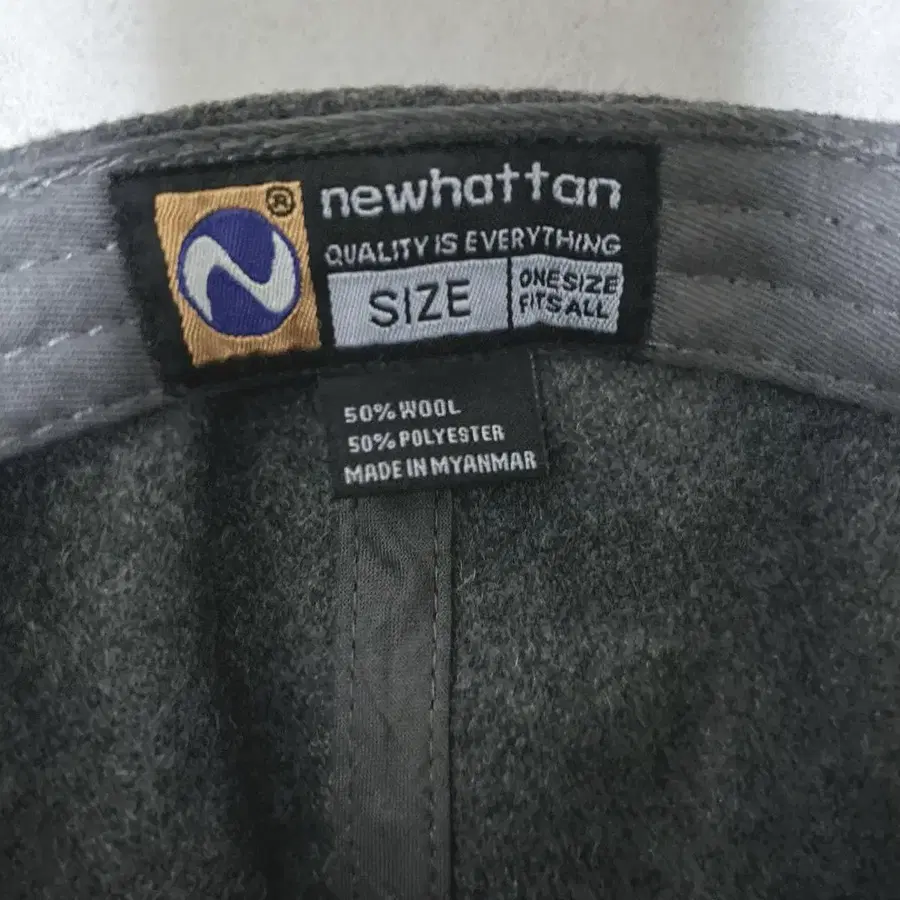 ®
newhattan
QUALITY IS EVERYTHING
SIZE
ONE SIZE
FITS ALL
50% WOOL
50% POLYESTER
MADE IN MYANMAR